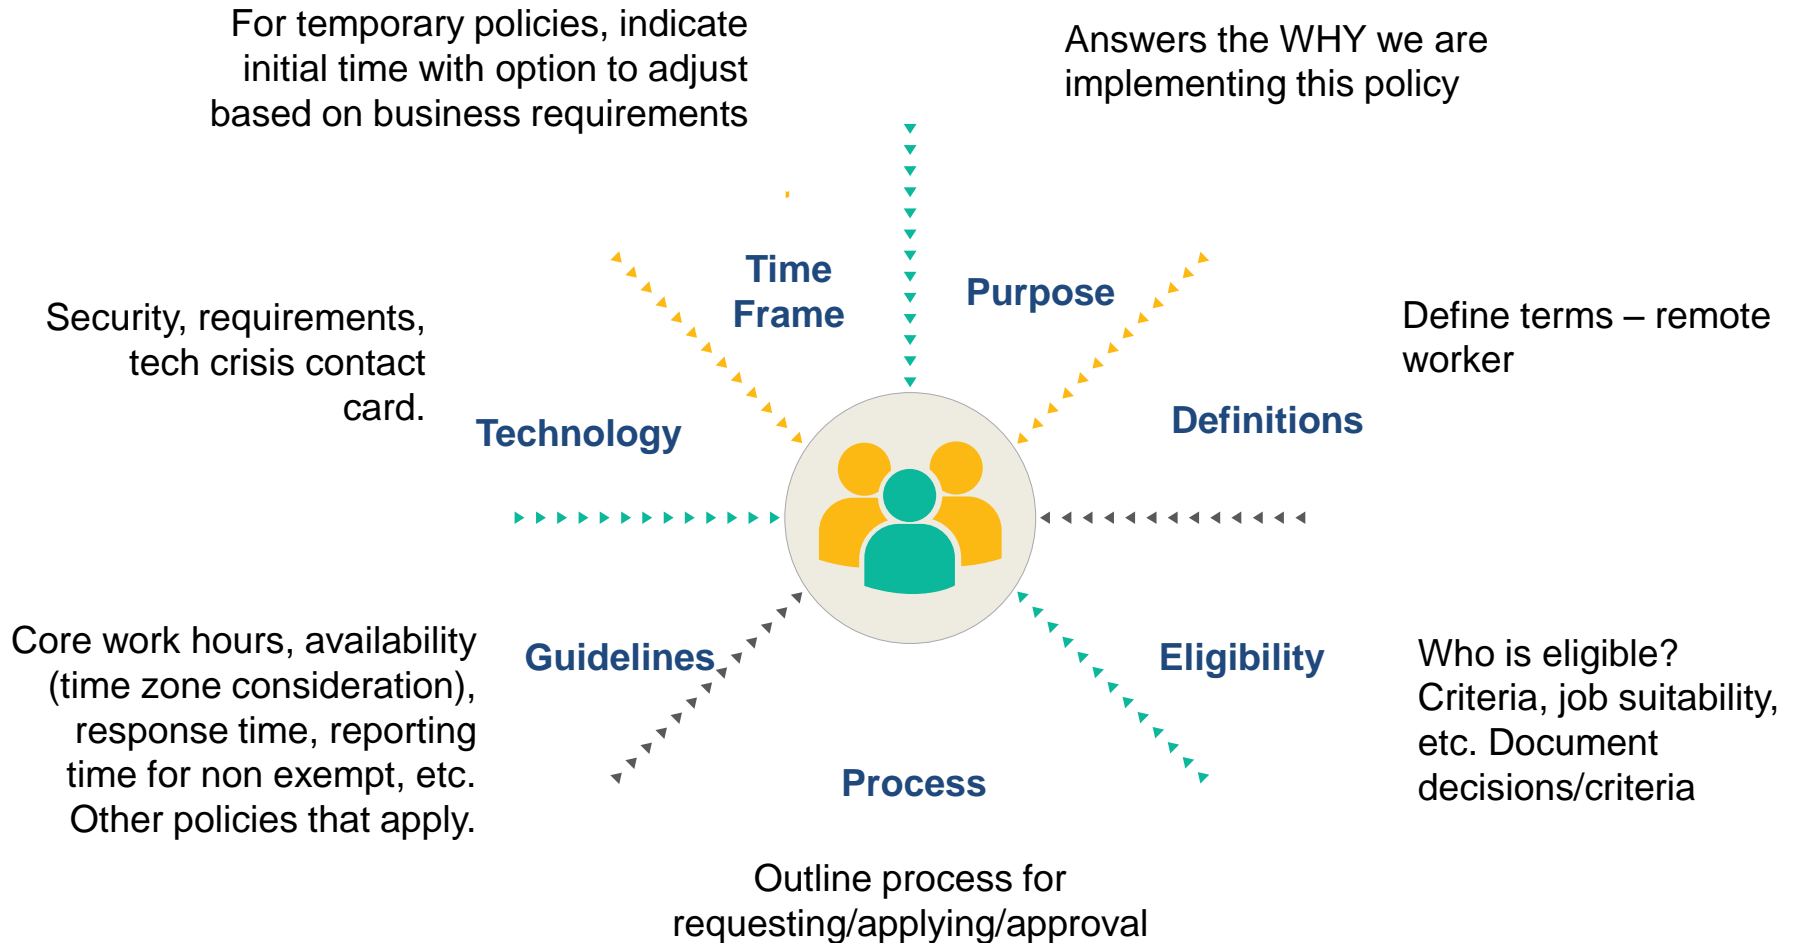 For temporary policies, indicate
initial time with option to adjust
based on business requirements
Answers the WHY we are
implementing this policy
Time
Frame
Purpose
Security, requirements,
tech crisis contact
card.
Define terms – remote
worker
Technology
Definitions
Core work hours, availability
(time zone consideration),
response time, reporting
time for non exempt, etc.
Other policies that apply.
Guidelines
Eligibility
Who is eligible?
Criteria, job suitability,
etc. Document
decisions/criteria
Process
Outline process for
requesting/applying/approval